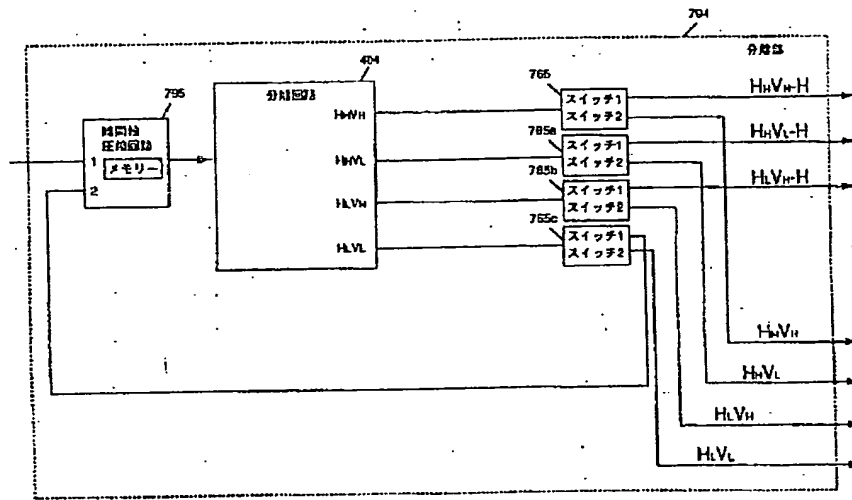 794
分離部
795
時間軸
圧縮回路
1 メモリー
2
404
分離回路
HHVH
HHVL
HLVH
HLVL
765
スイッチ1
スイッチ2
765a
スイッチ1
スイッチ2
765b
スイッチ1
スイッチ2
765c
スイッチ1
スイッチ2
HHVH-H
HHVL-H
HLVH-H
HHVH
HHVL
HLVH
HLVL